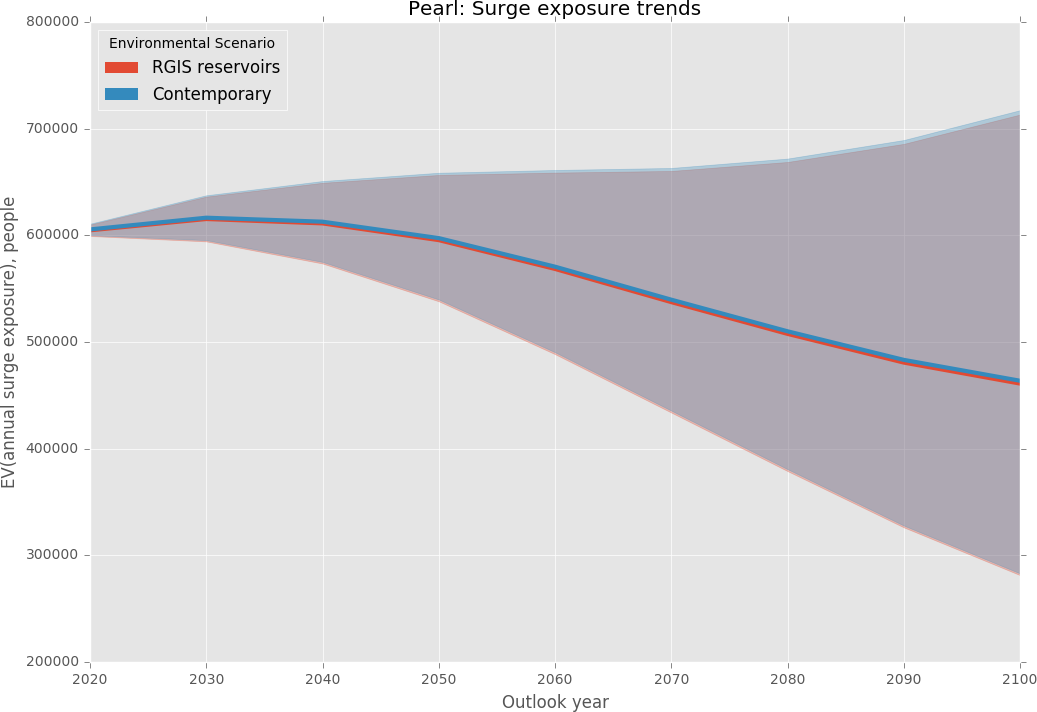 Pearl: Surge exposure trends
800000
700000
600000
500000
400000
300000
200000
EV(annual surge exposure), people
Environmental Scenario
RGIS reservoirs
Contemporary
2020 2030 2040 2050 2060 2070 2080 2090 2100
Outlook year